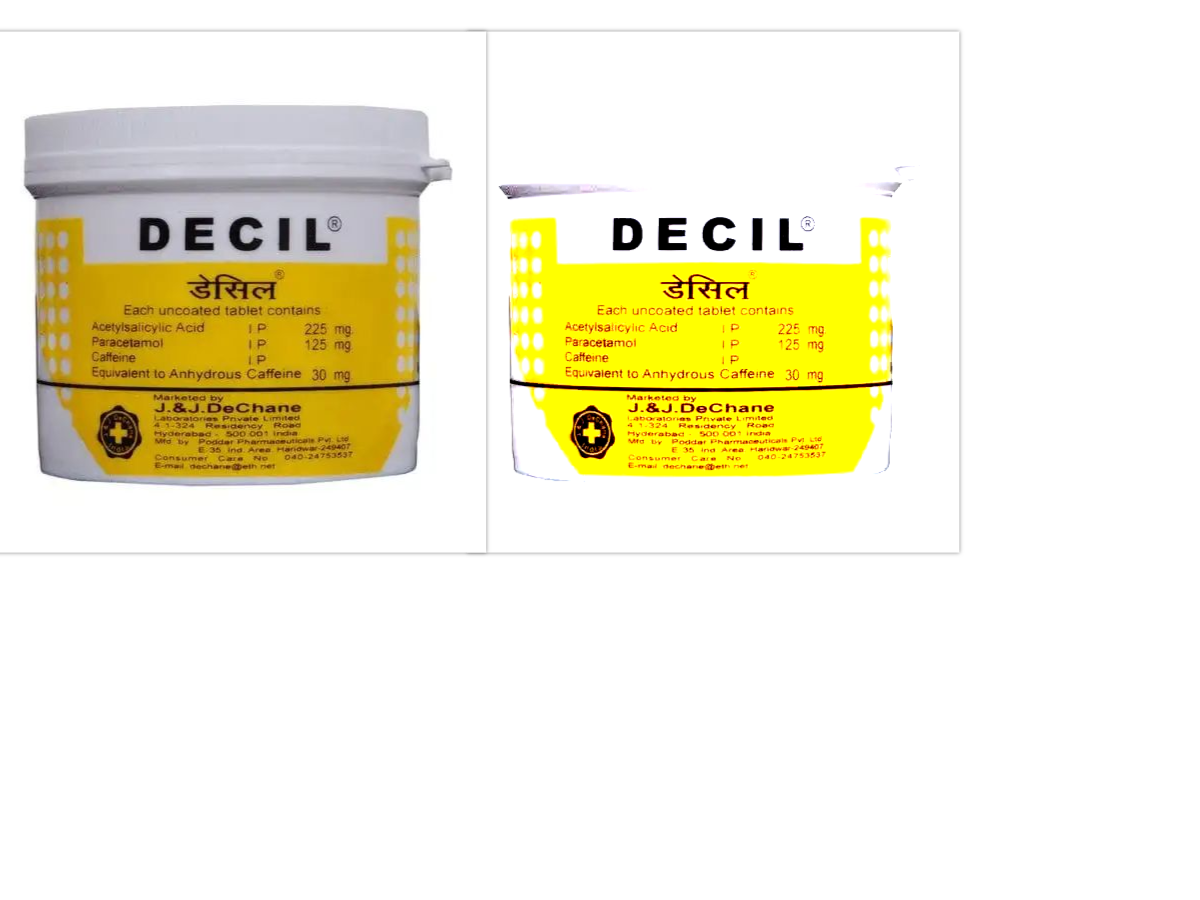 DECIL®
डेसिल®
Each uncoated tablet contains
Acetylsalicylic Acid I P 225 mg.
Paracetamol I P 125 mg
Caffeine I P
Equivalent to Anhydrous Caffeine 30 mg
Marketed by
J.&J.DeChane
Laboratories Private Limited
4-1-324 Residency Road
Hyderabad - 500 001 India
Mfd by Poddar Pharmaceuticals Pvt. Ltd
E-35 Ind. Area. Haridwar-249407
Consumer Care No 040-24753537
E-mail dechane@eth.net
DECIL®
डेसिल®
Each uncoated tablet contains
Acetylsalicylic Acid I P 225 mg.
Paracetamol I P 125 mg
Caffeine I P
Equivalent to Anhydrous Caffeine 30 mg
Marketed by
J.&J.DeChane
Laboratories Private Limited
4-1-324 Residency Road
Hyderabad - 500 001 India
Mfd by Poddar Pharmaceuticals Pvt. Ltd
E-35 Ind. Area. Haridwar-249407
Consumer Care No 040-24753537
E-mail dechane@eth.net